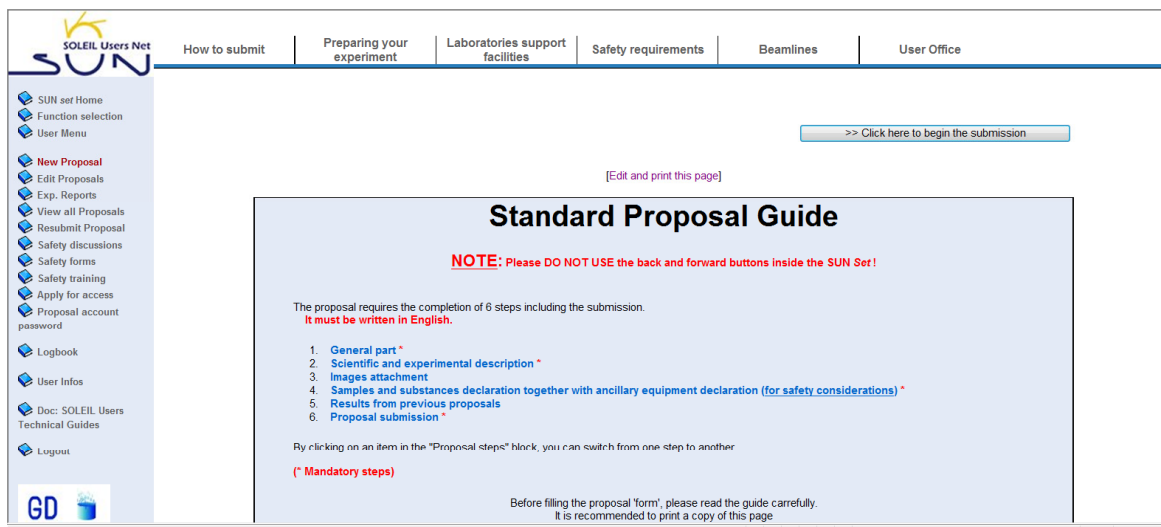 SOLEIL Users Net
SUN
How to submit
Preparing your
experiment
Laboratories support
facilities
Safety requirements
Beamlines
User Office
SUN set Home
Function selection
User Menu
New Proposal
Edit Proposals
Exp. Reports
View all Proposals
Resubmit Proposal
Safety discussions
Safety forms
Safety training
Apply for access
Proposal account
password
Logbook
User Infos
Doc: SOLEIL Users
Technical Guides
Logout
GD
>> Click here to begin the submission
[Edit and print this page]
Standard Proposal Guide
NOTE: Please DO NOT USE the back and forward buttons inside the SUN Set !
The proposal requires the completion of 6 steps including the submission.
It must be written in English.
1. General part *
2. Scientific and experimental description *
3. Images attachment
4. Samples and substances declaration together with ancillary equipment declaration (for safety considerations) *
5. Results from previous proposals
6. Proposal submission *
By clicking on an item in the "Proposal steps" block, you can switch from one step to another
(* Mandatory steps)
Before filling the proposal 'form', please read the guide carrefully.
It is recommended to print a copy of this page